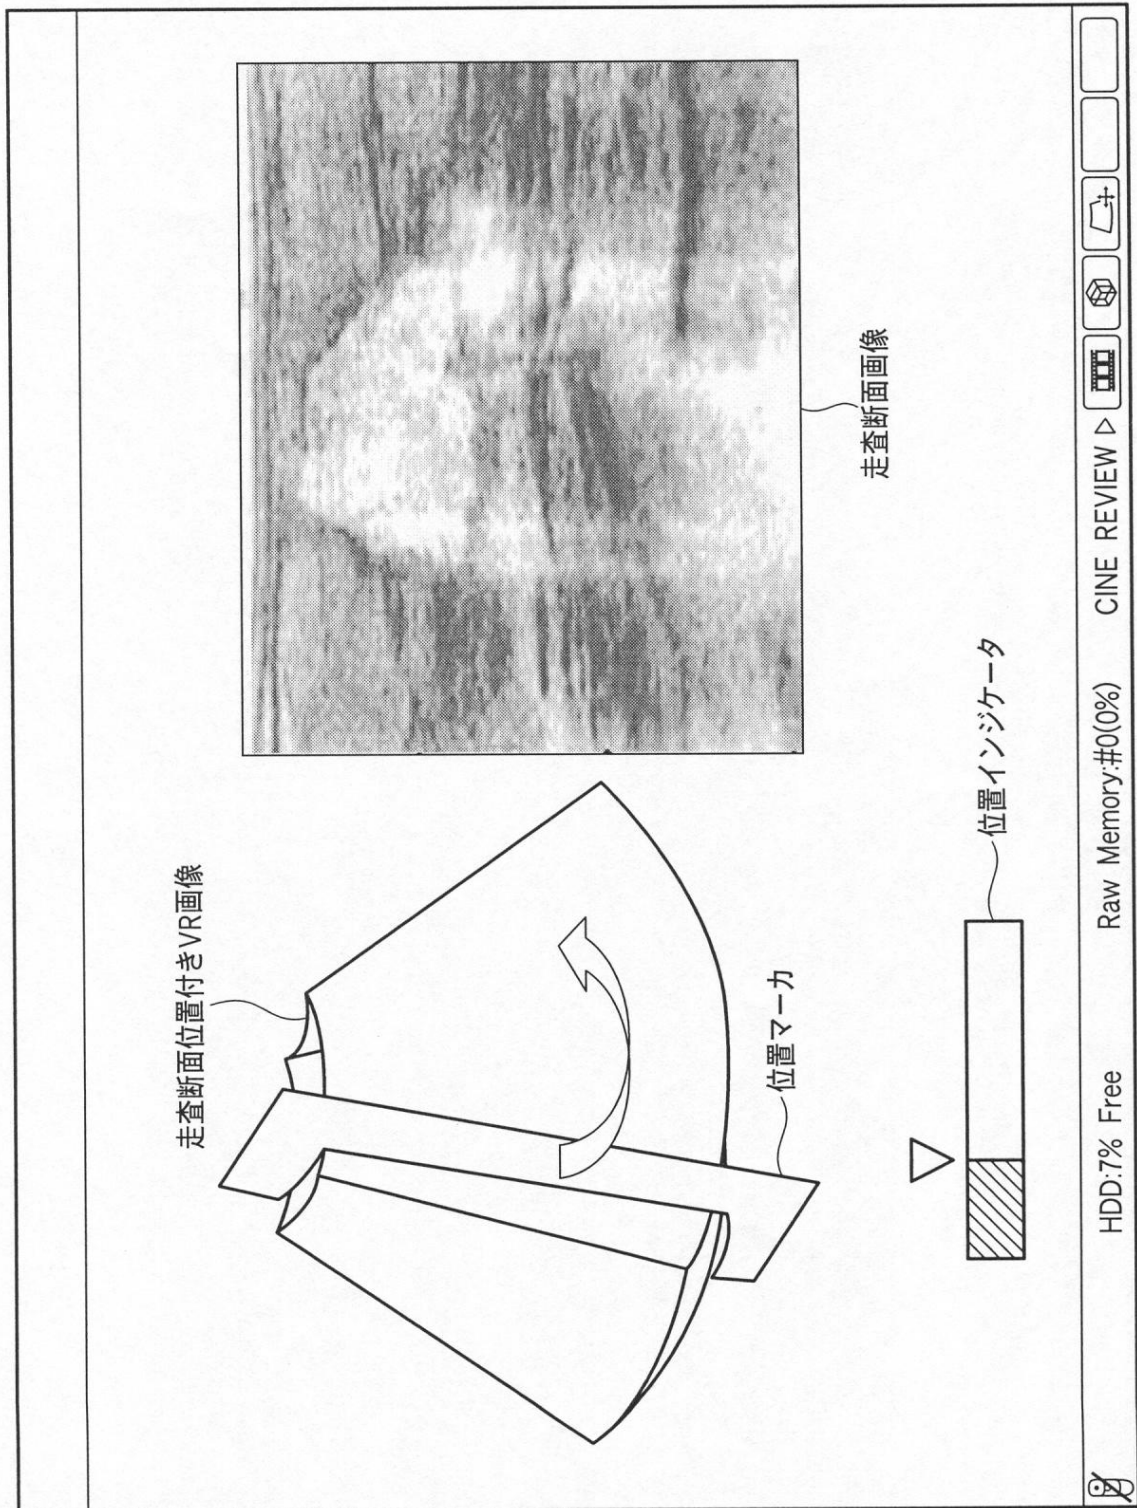 走査断面位置付きVR画像
走査断面画像
位置マーカ
位置インジケータ
HDD:7% Free
Raw Memory:#0(0%)
CINE REVIEW